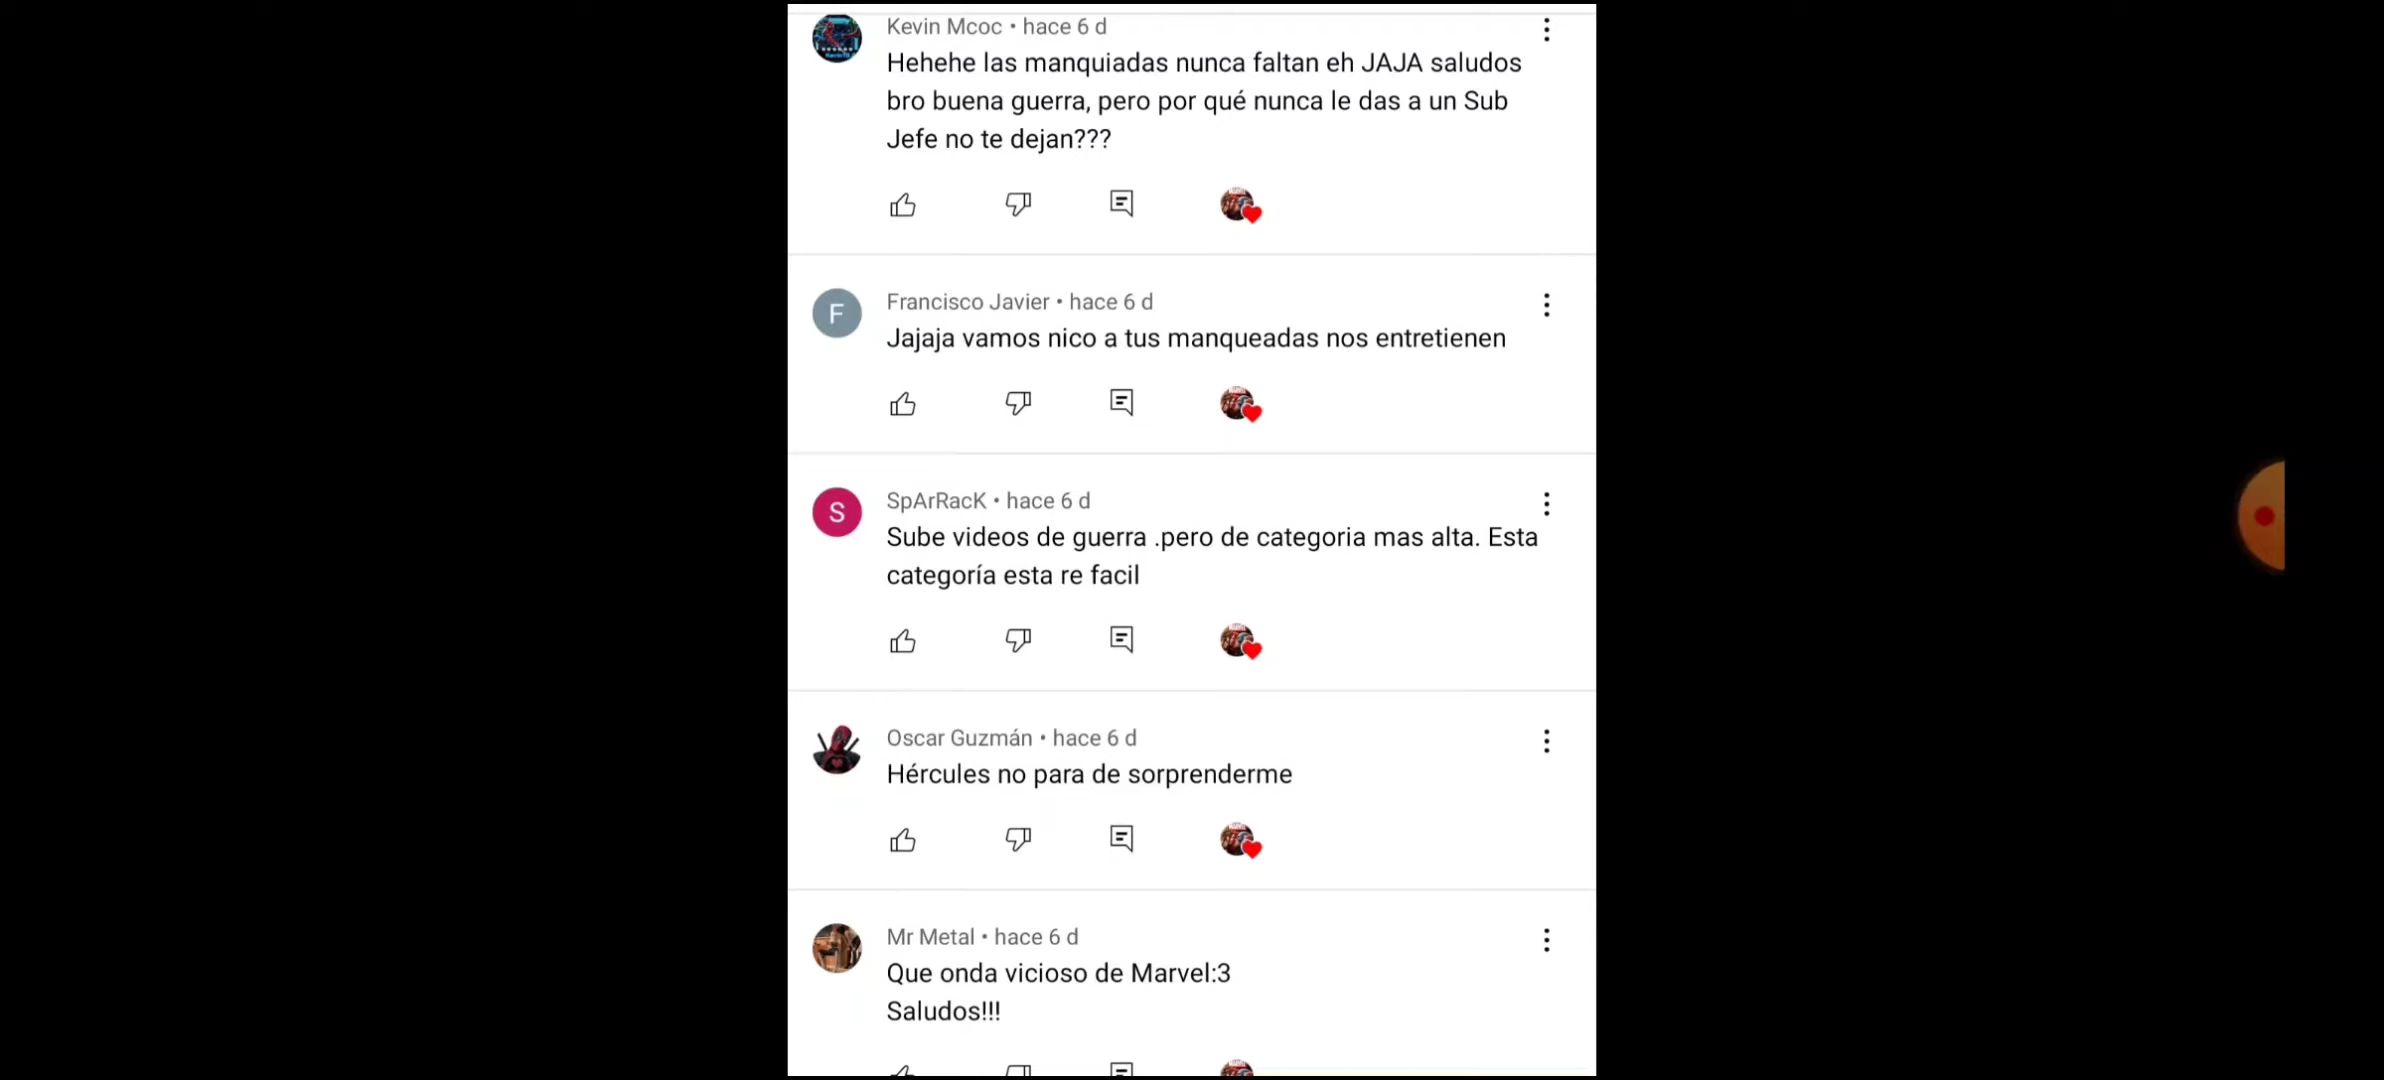 Kevin Mcoc • hace 6 d
Hehehe las manquiadas nunca faltan eh JAJA saludos
bro buena guerra, pero por qué nunca le das a un Sub
Jefe no te dejan???
F
Francisco Javier • hace 6 d
Jajaja vamos nico a tus manqueadas nos entretienen
S
SpArRacK • hace 6 d
Sube videos de guerra .pero de categoria mas alta. Esta
categoría esta re facil
Oscar Guzmán • hace 6 d
Hércules no para de sorprenderme
Mr Metal • hace 6 d
Que onda vicioso de Marvel:3
Saludos!!!